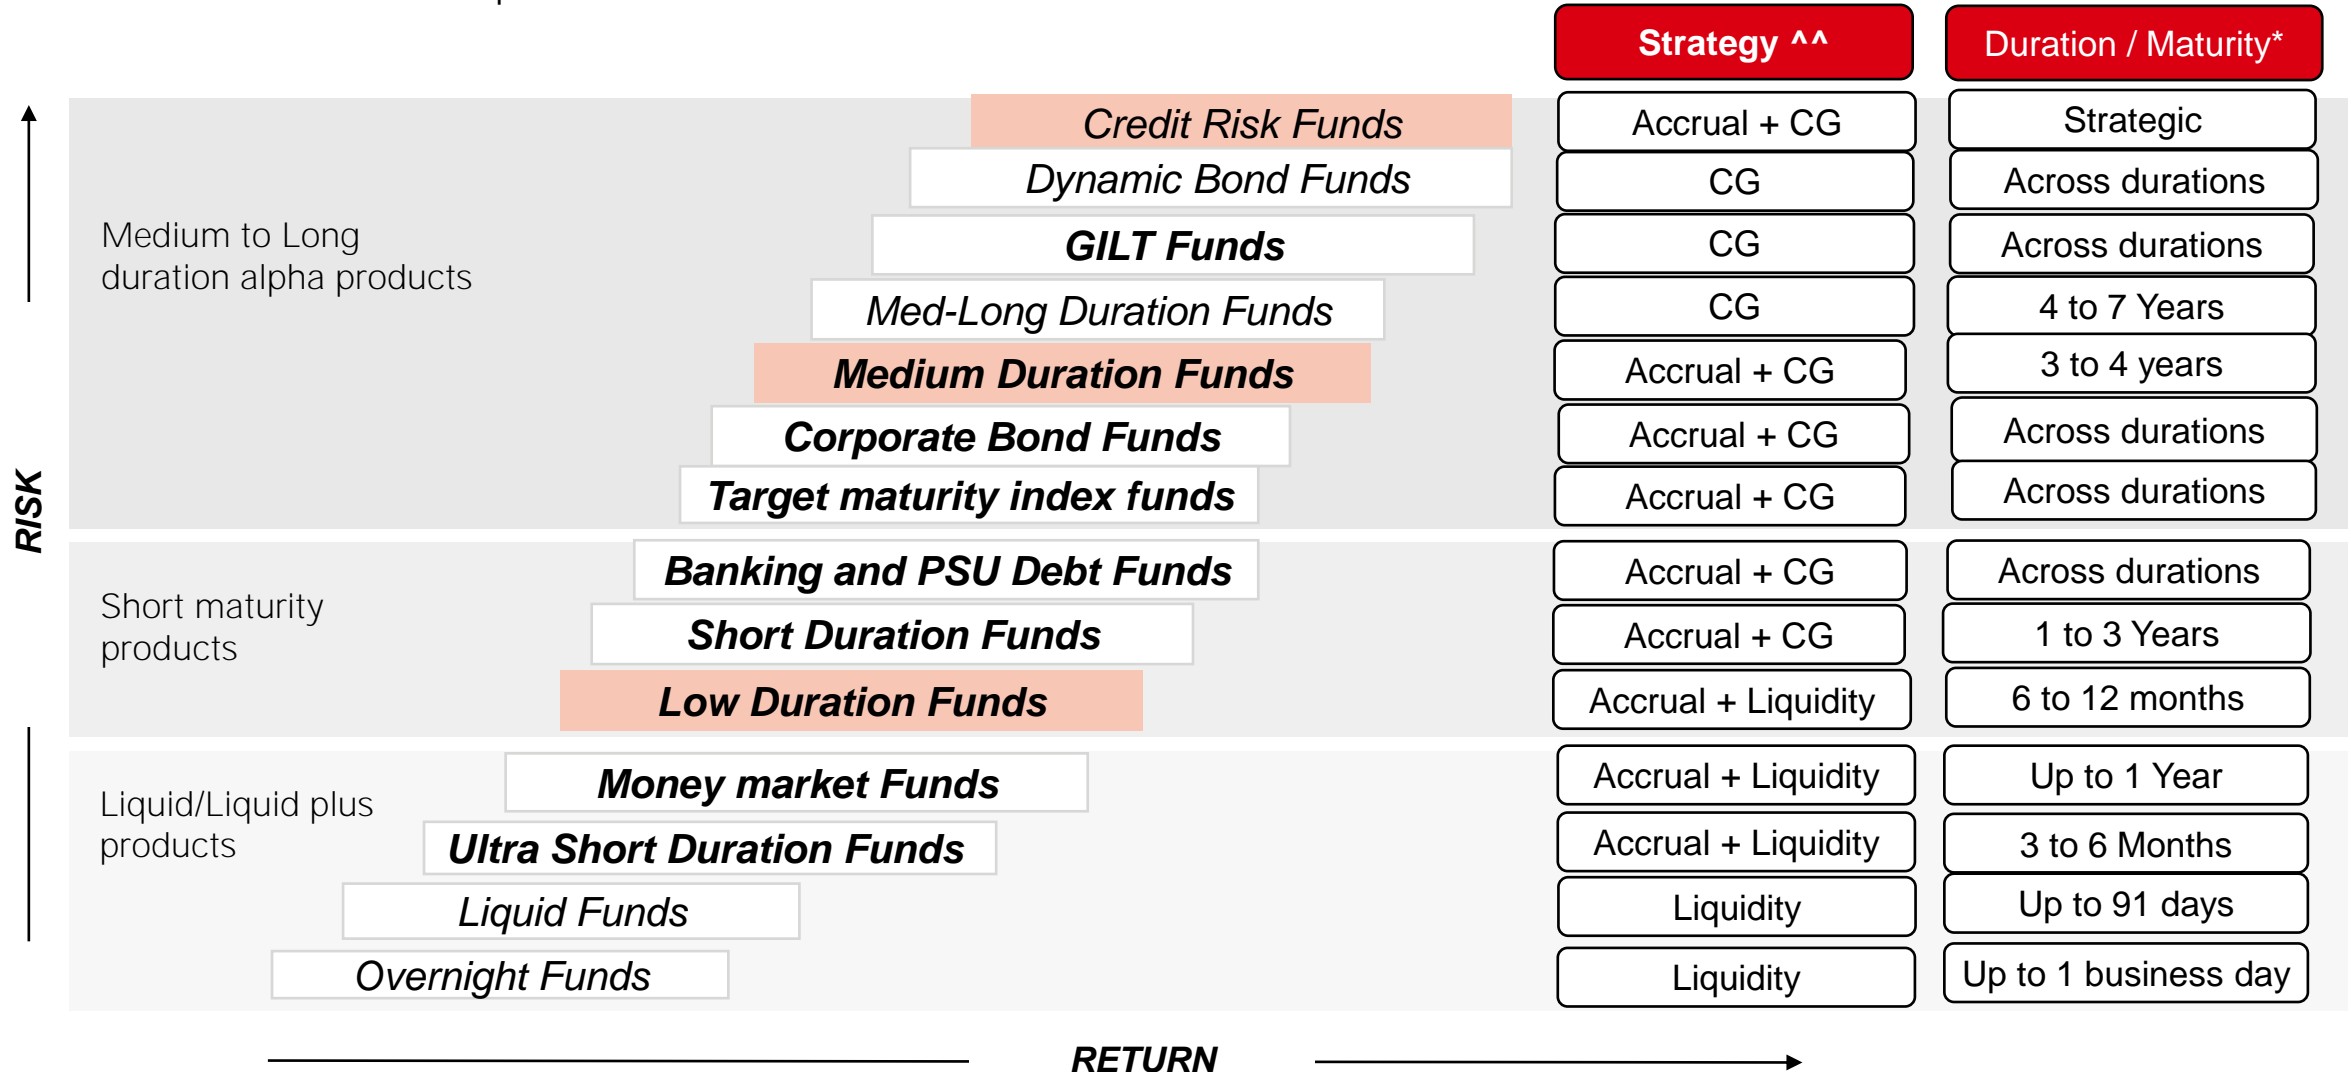 Strategy ^^
Duration / Maturity*
Credit Risk Funds
Accrual + CG
Strategic
Dynamic Bond Funds
CG
Across durations
Medium to Long
duration alpha products
GILT Funds
CG
Across durations
Med-Long Duration Funds
CG
4 to 7 Years
Medium Duration Funds
Accrual + CG
3 to 4 years
Corporate Bond Funds
Accrual + CG
Across durations
Target maturity index funds
Accrual + CG
Across durations
RISK
Short maturity
products
Banking and PSU Debt Funds
Accrual + CG
Across durations
Short Duration Funds
Accrual + CG
1 to 3 Years
Low Duration Funds
Accrual + Liquidity
6 to 12 months
Liquid/Liquid plus
products
Money market Funds
Accrual + Liquidity
Up to 1 Year
Ultra Short Duration Funds
Accrual + Liquidity
3 to 6 Months
Liquid Funds
Liquidity
Up to 91 days
Overnight Funds
Liquidity
Up to 1 business day
RETURN